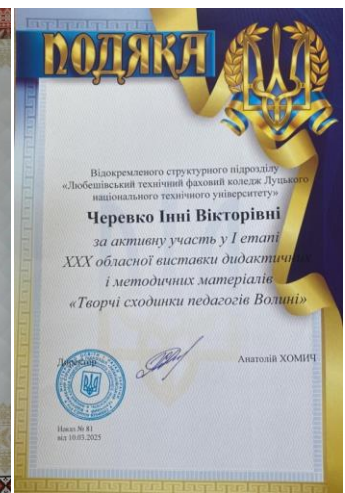 ПОДЯКА
Відокремленого структурного підрозділу
«Любешівський технічний фаховий коледж Луцького
національного технічного університету»
Черевко Інні Вікторівні
за активну участь у І етапі
ХХХ обласної виставки дидактичних
і методичних матеріалів
«Творчі сходинки педагогів Волині»
Директор
Анатолій ХОМИЧ
Наказ № 81
від 10.03.2025